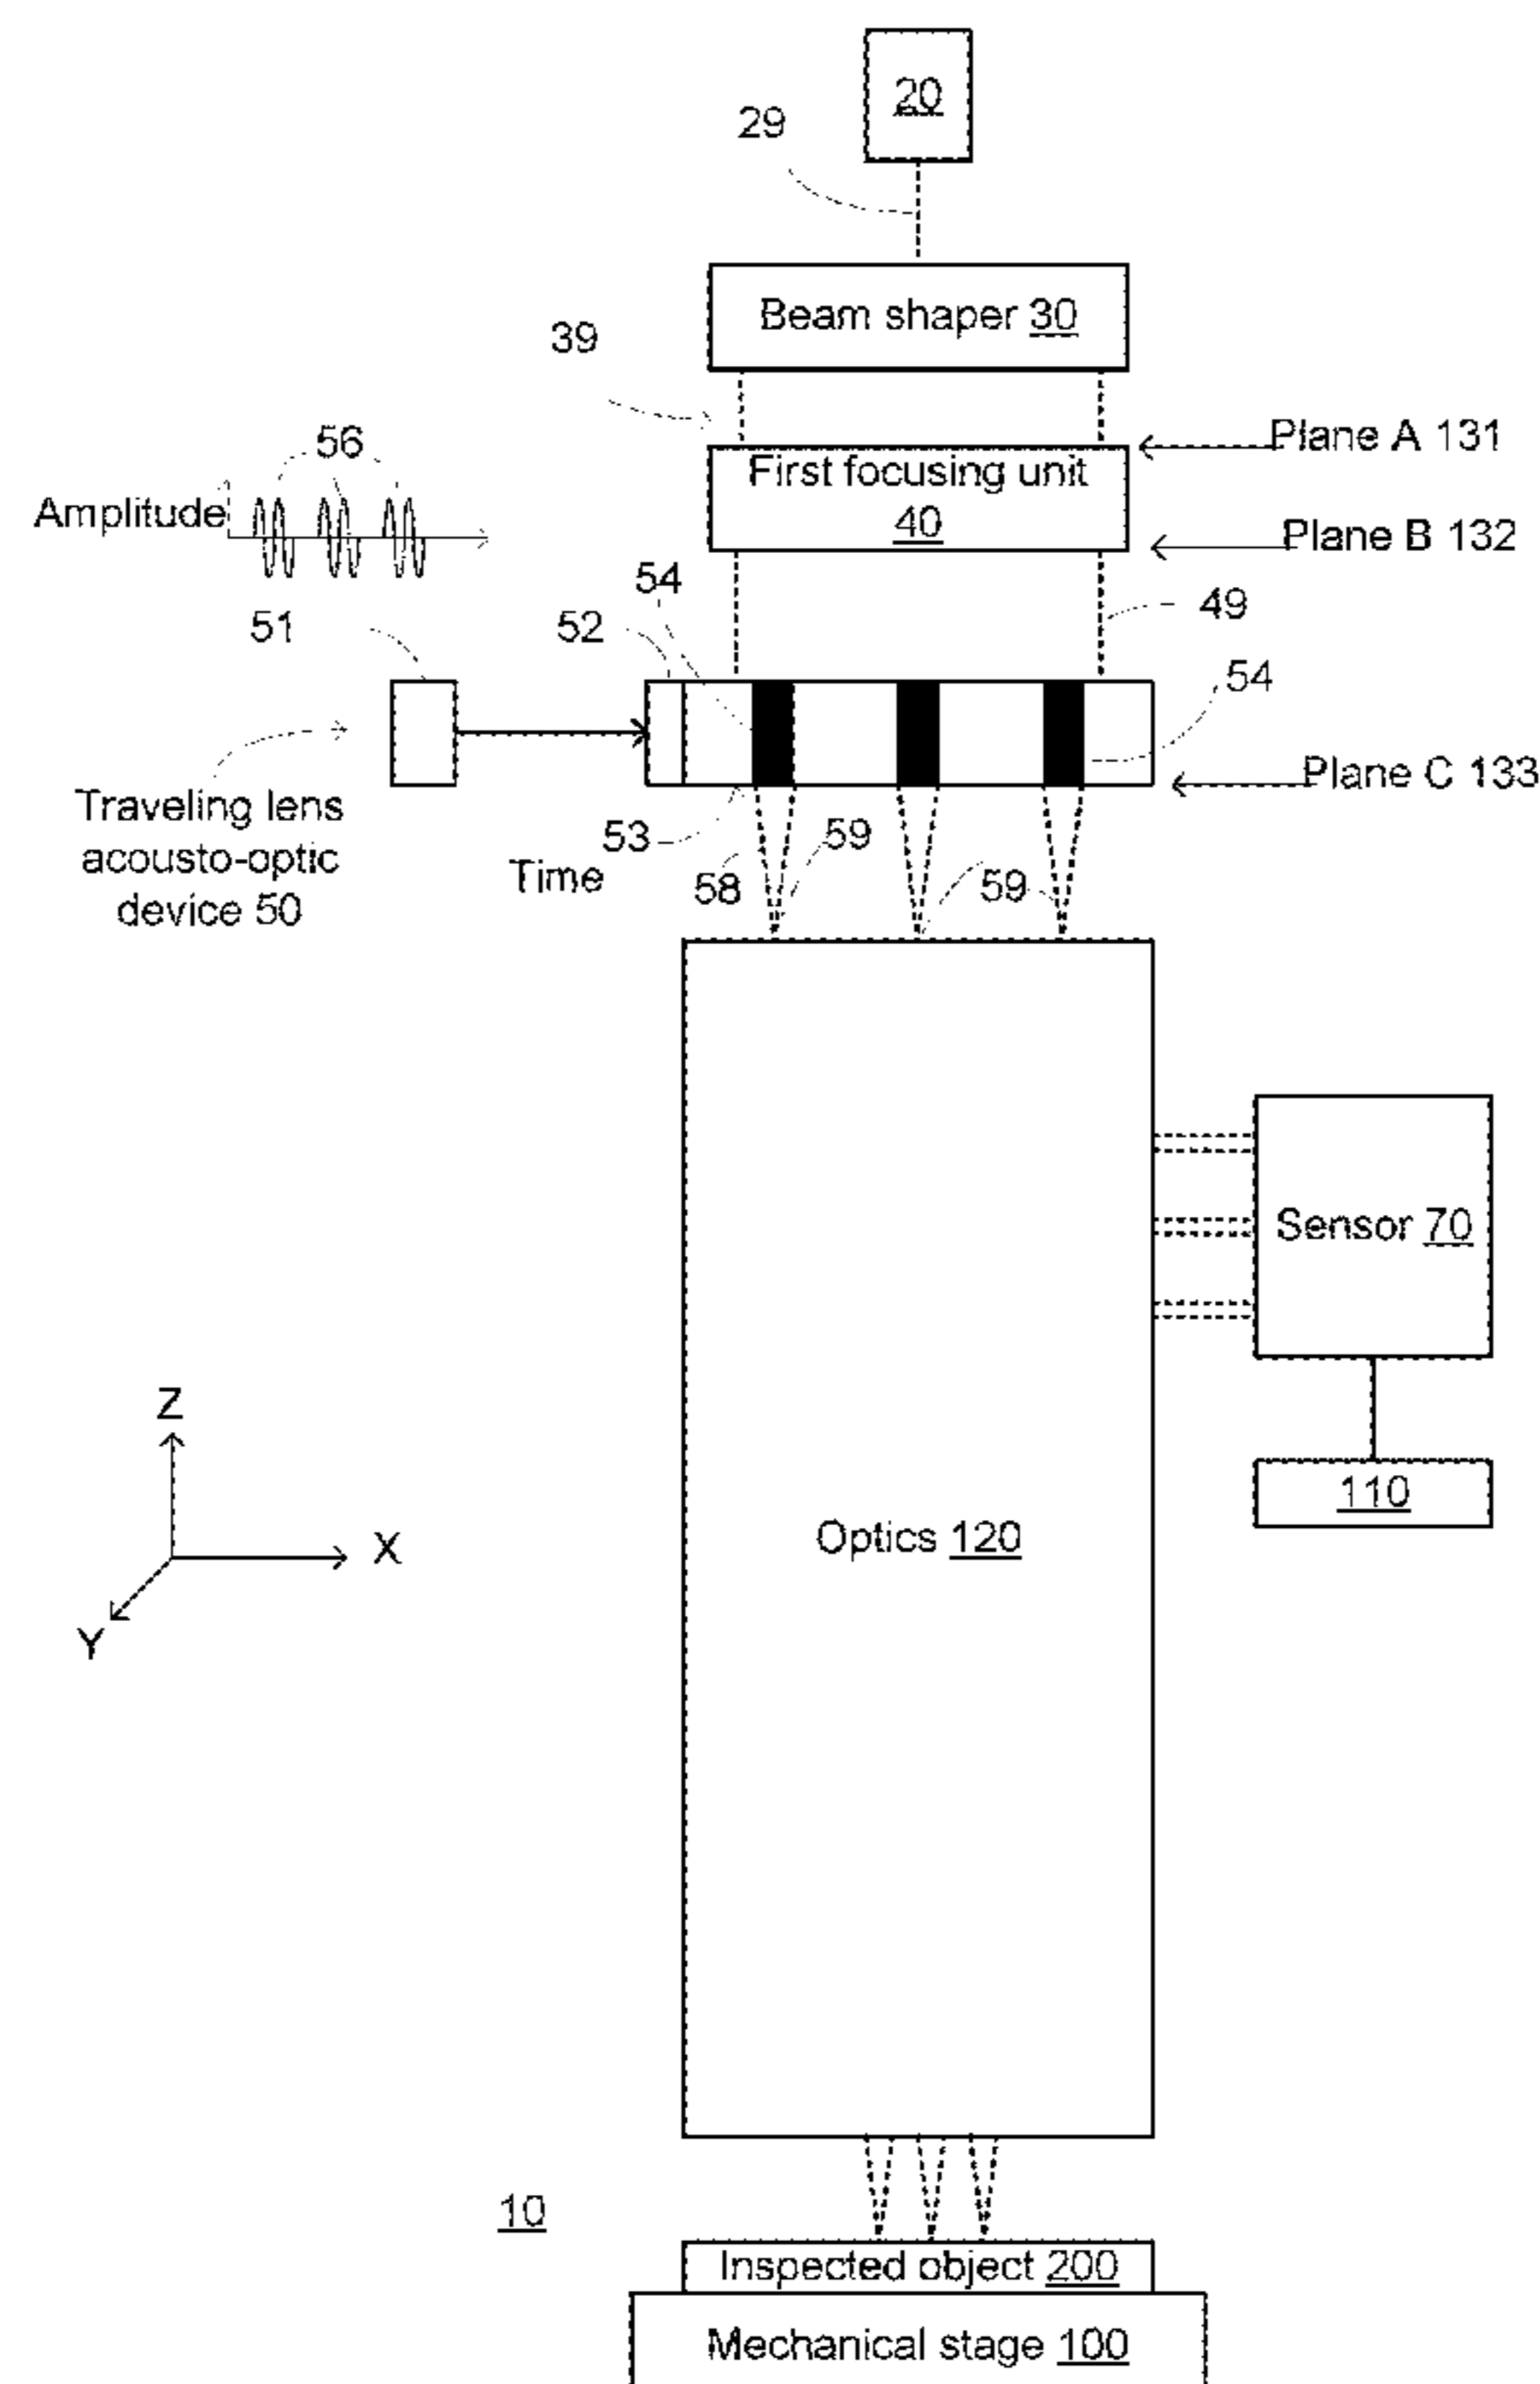 20
29
Beam shaper 30
39
Plane A 131
First focusing unit
40
56
Amplitude
Plane B 132
54
49
51
52
54
Plane C 133
Traveling lens
acousto-optic
device 50
53
59
Time
58
59
Sensor 70
Z
110
X
Optics 120
Y
10
Inspected object 200
Mechanical stage 100